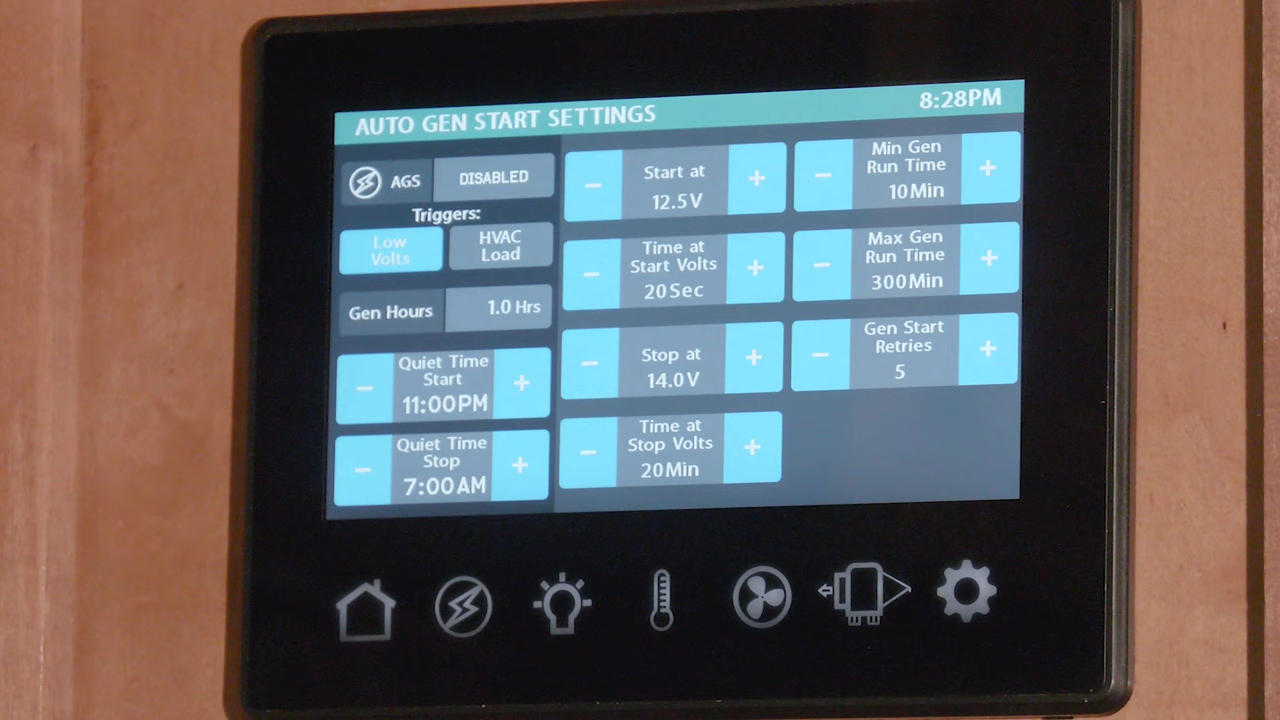 AUTO GEN START SETTINGS
8:28PM
AGS
DISABLED
Triggers:
Low
Volts
HVAC
Load
Gen Hours
1.0 Hrs
-
Quiet Time
Start
11:00PM
+
-
Quiet Time
Stop
7:00AM
+
-
Start at
12.5V
+
-
Time at
Start Volts
20Sec
+
-
Stop at
14.0V
+
-
Time at
Stop Volts
20Min
+
-
Min Gen
Run Time
10Min
+
-
Max Gen
Run Time
300Min
+
-
Gen Start
Retries
5
+